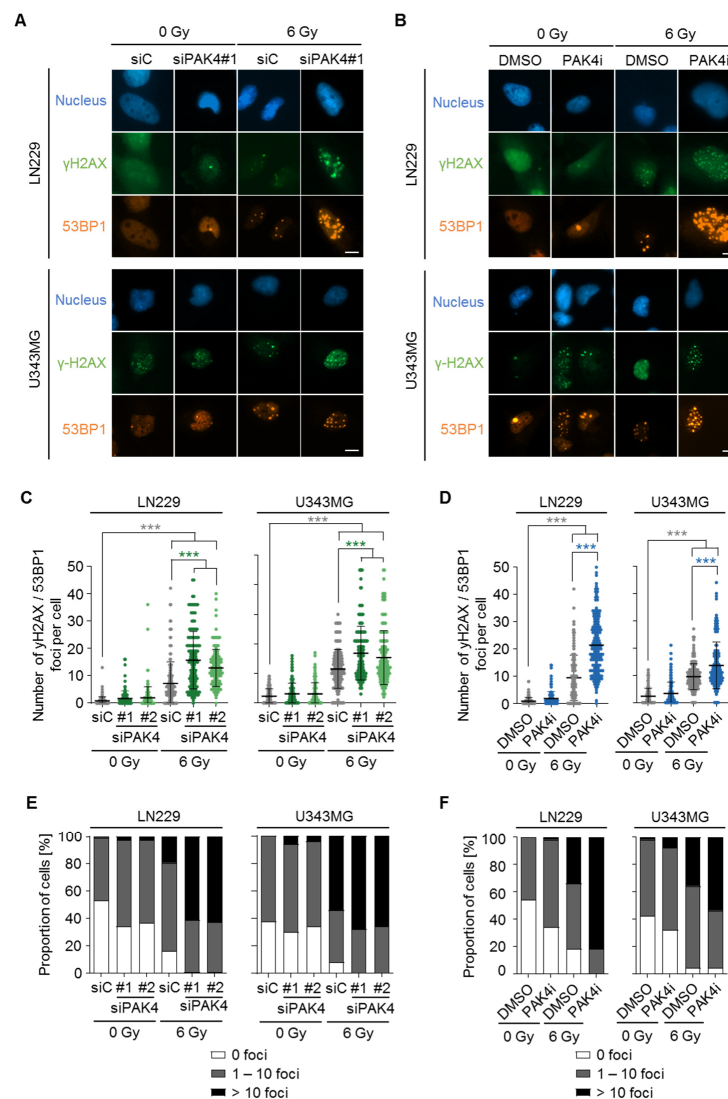 A
0 Gy 6 Gy
siC siPAK4#1 siC siPAK4#1
LN229
Nucleus
γH2AX
53BP1
U343MG
Nucleus
γ-H2AX
53BP1
B
0 Gy 6 Gy
DMSO PAK4i DMSO PAK4i
LN229
Nucleus
γH2AX
53BP1
U343MG
Nucleus
γ-H2AX
53BP1
C
LN229 U343MG
*** ***
*** ***
Number of yH2AX / 53BP1
foci per cell
50
40
30
20
10
0
siC #1 #2 siC #1 #2 siC #1 #2 siC #1 #2
siPAK4 siPAK4 siPAK4 siPAK4
0 Gy 6 Gy 0 Gy 6 Gy
D
LN229 U343MG
*** ***
*** ***
Number of yH2AX / 53BP1
foci per cell
50
40
30
20
10
0
DMSO PAK4i DMSO PAK4i DMSO PAK4i DMSO PAK4i
0 Gy 6 Gy 0 Gy 6 Gy
E
LN229 U343MG
Proportion of cells [%]
100
80
60
40
20
0
siC #1 #2 siC #1 #2 siC #1 #2 siC #1 #2
siPAK4 siPAK4 siPAK4 siPAK4
0 Gy 6 Gy 0 Gy 6 Gy
0 foci
1 – 10 foci
> 10 foci
F
LN229 U343MG
Proportion of cells [%]
100
80
60
40
20
0
DMSO PAK4i DMSO PAK4i DMSO PAK4i DMSO PAK4i
0 Gy 6 Gy 0 Gy 6 Gy
0 foci
1 – 10 foci
> 10 foci